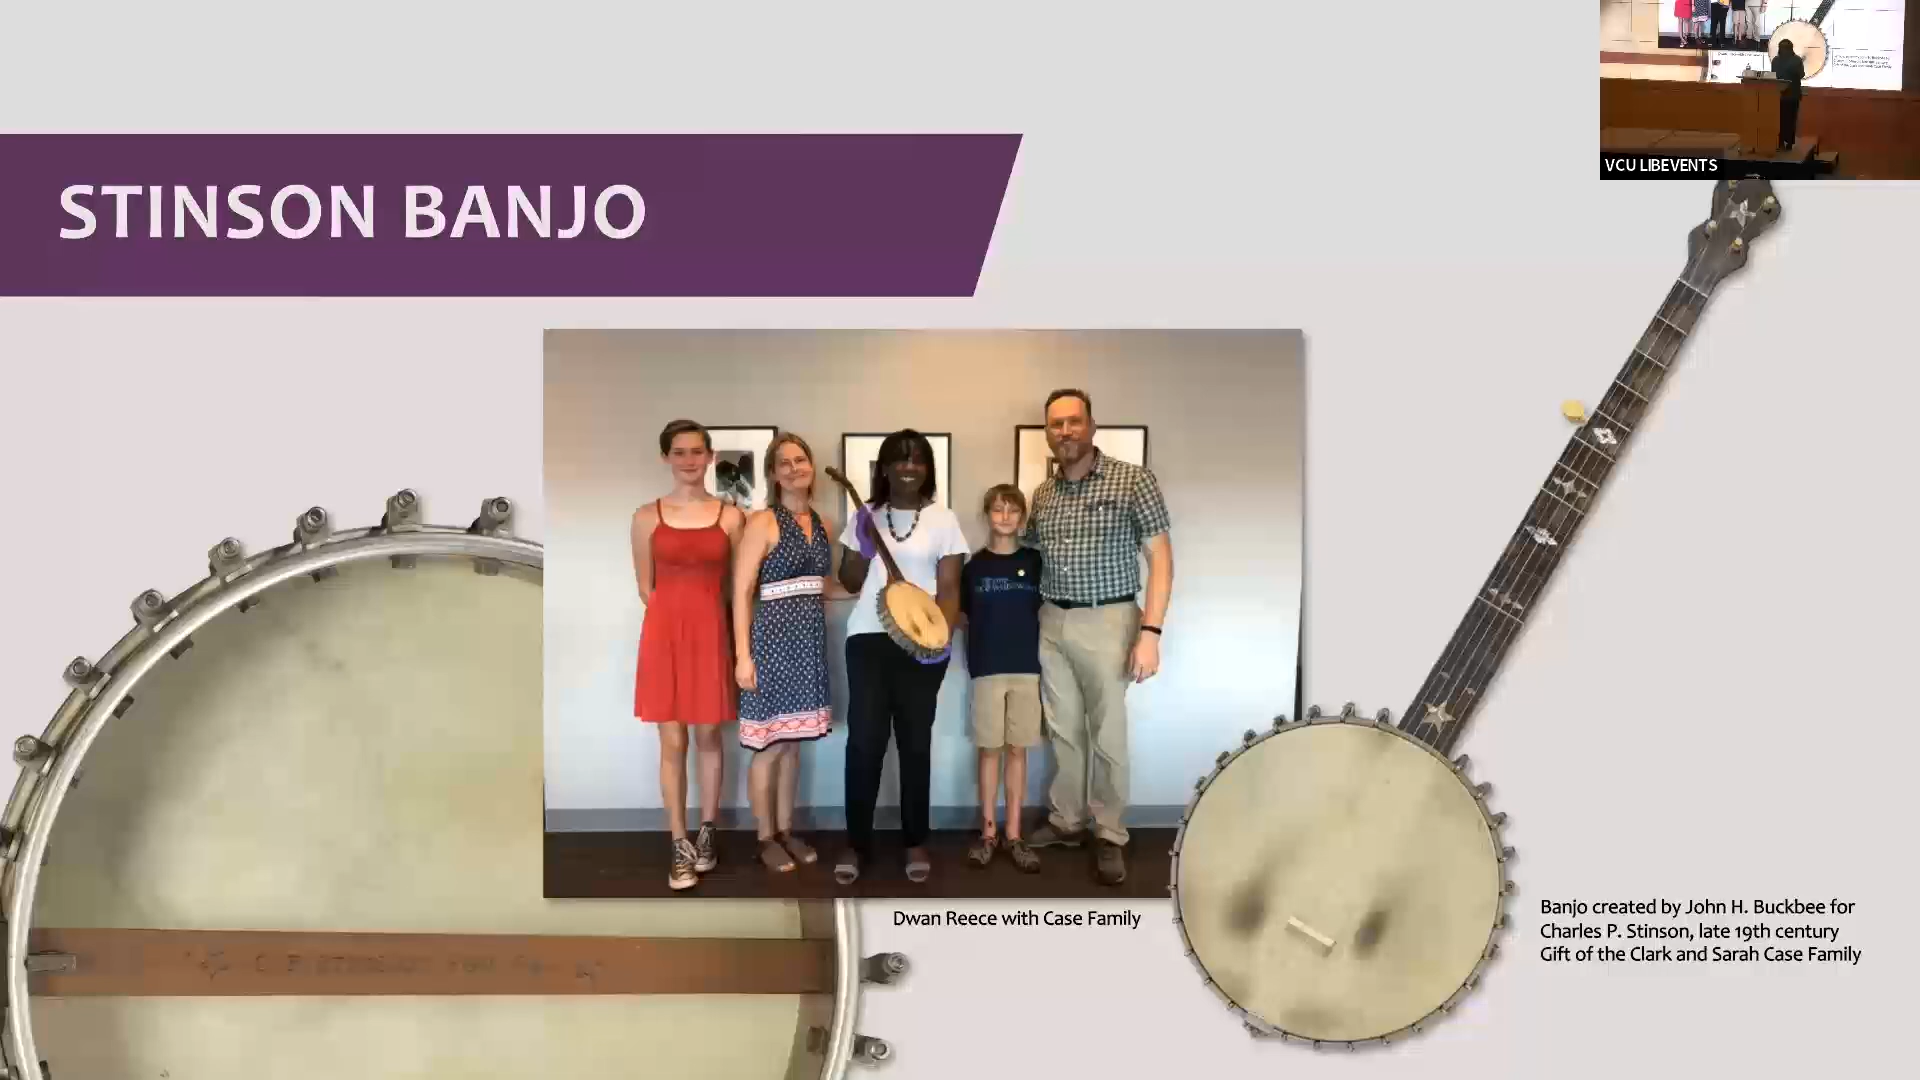 VCU LIBEVENTS
STINSON BANJO
Dwan Reece with Case Family
Banjo created by John H. Buckbee for
Charles P. Stinson, late 19th century
Gift of the Clark and Sarah Case Family